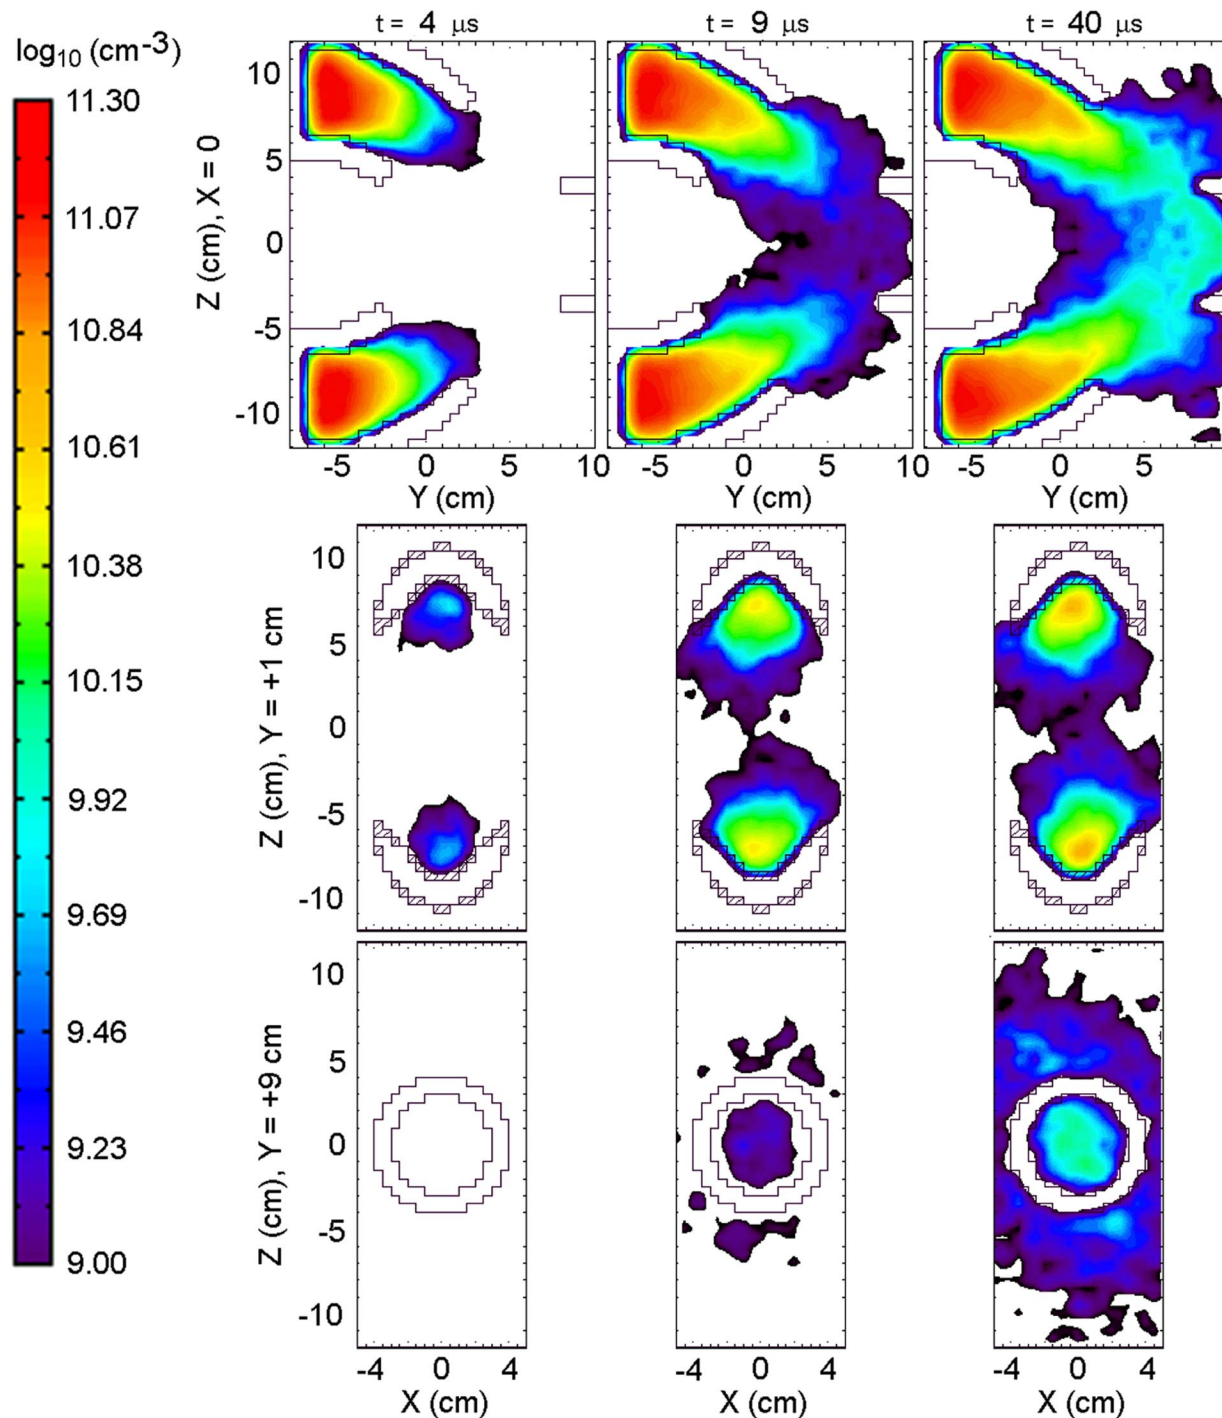 t = 4 μs t = 9 μs t = 40 μs
log10 (cm-3)
11.30
11.07
10.84
10.61
10.38
10.15
9.92
9.69
9.46
9.23
9.00
Z (cm), X = 0
10
5
0
-5
-10
-5 0 5 10 -5 0 5 10 -5 0 5
Y (cm) Y (cm) Y (cm)
Z (cm), Y = +1 cm
10
5
0
-5
-10
Z (cm), Y = +9 cm
10
5
0
-5
-10
-4 0 4 -4 0 4 -4 0 4
X (cm) X (cm) X (cm)